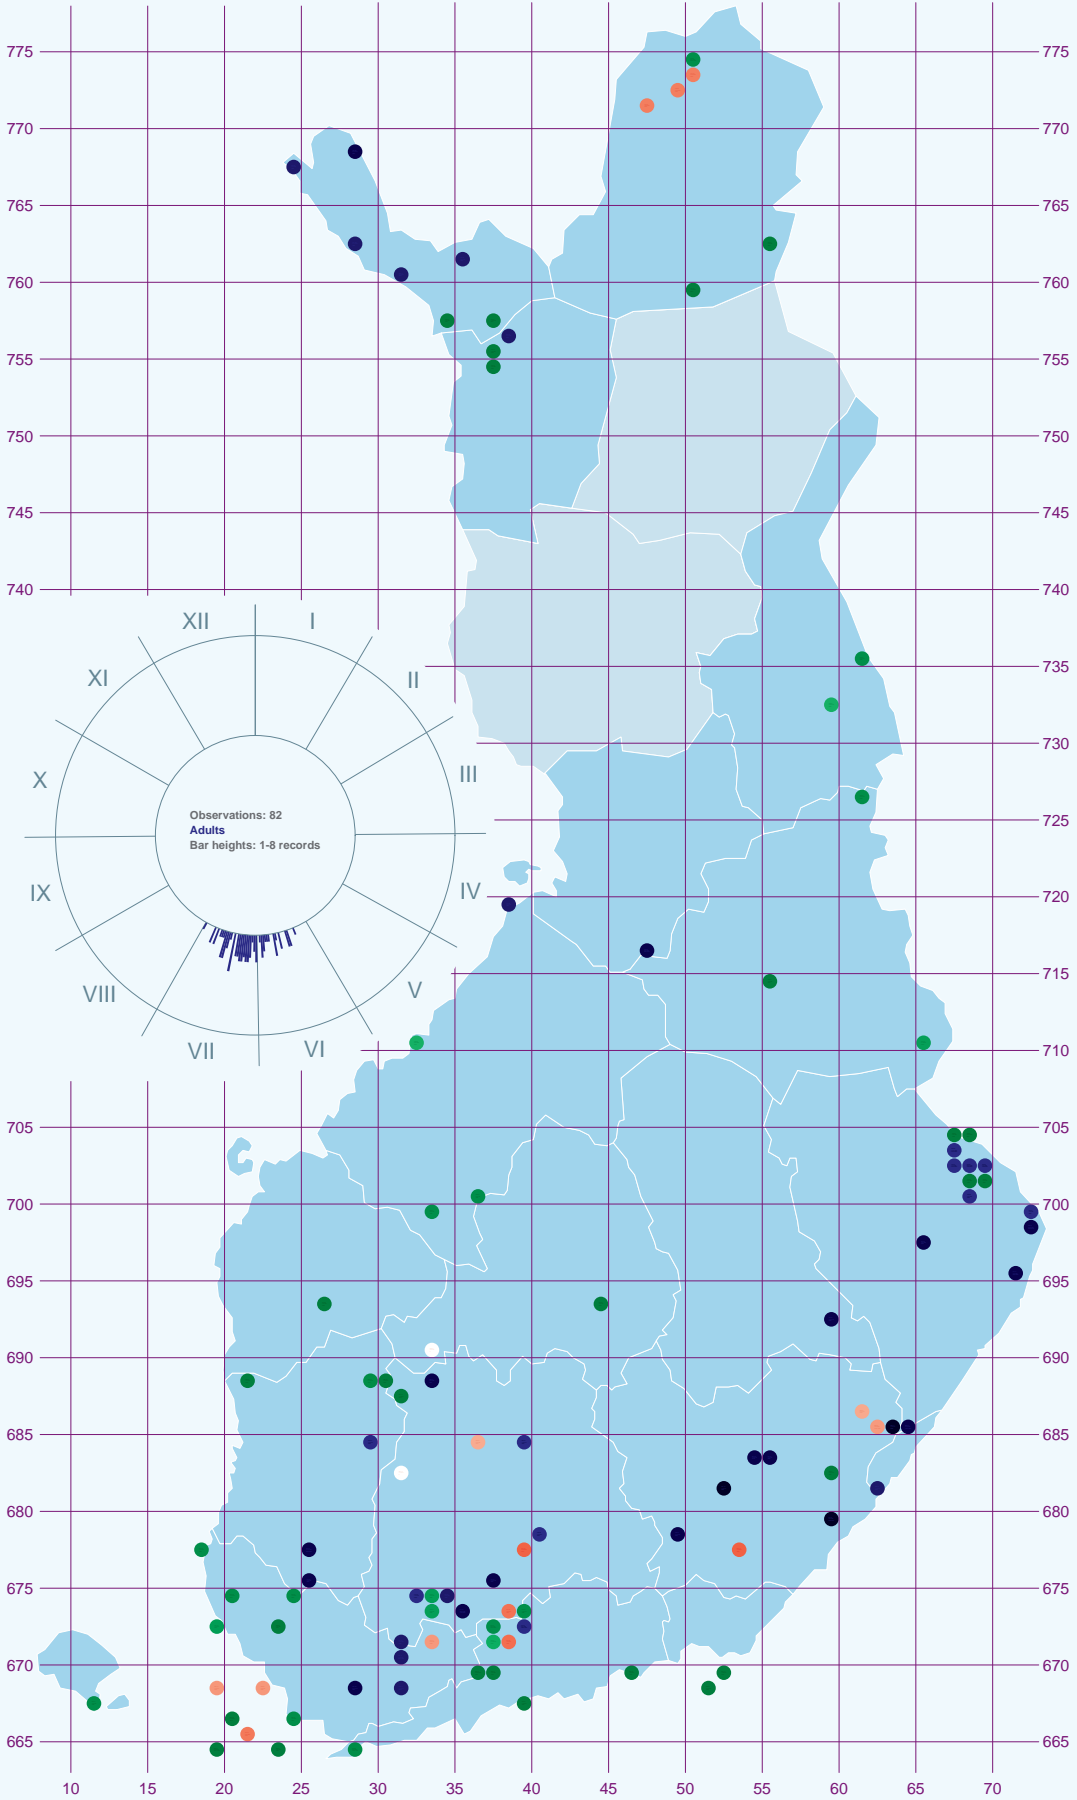 775 775
770 770
765 765
760 760
755 755
750 750
745 745
740 740
XII I
XI II
735
X III
730
Observations: 82
Adults
Bar heights: 1-8 records
725
IX IV 720
VIII V
715
VII VI
710
705 705
700 700
695 695
690 690
685 685
680 680
675 675
670 670
665 665
10 15 20 25 30 35 40 45 50 55 60 65 70